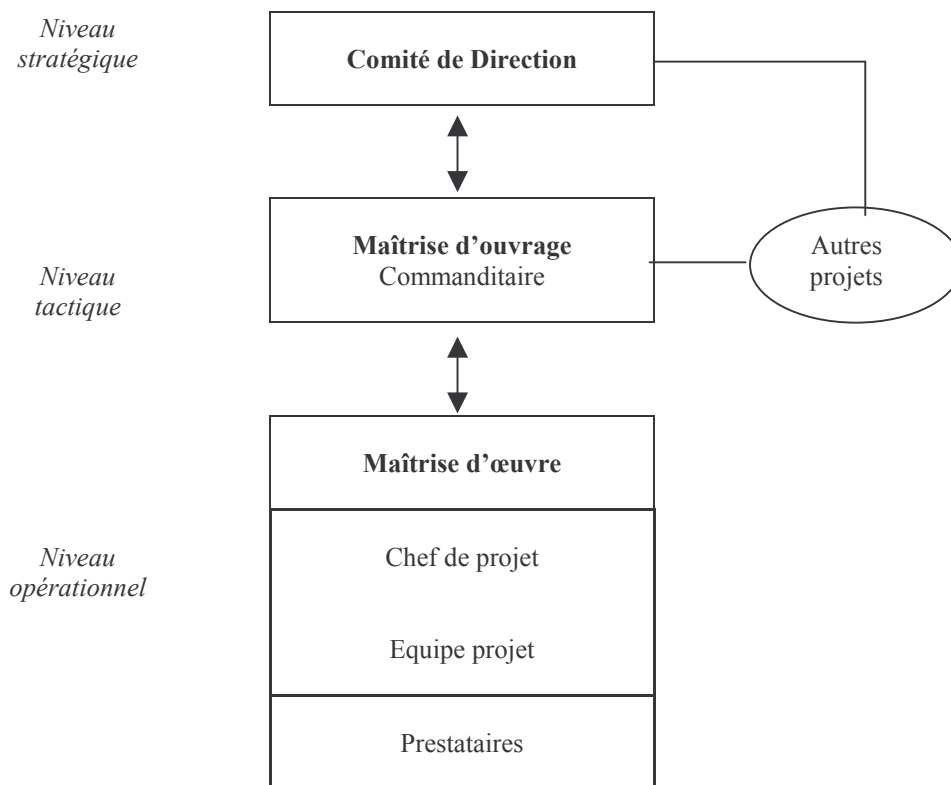 Niveau
stratégique
Comité de Direction
Maîtrise d’ouvrage
Commanditaire
Autres
projets
Niveau
tactique
Maîtrise d’œuvre
Niveau
opérationnel
Chef de projet
Equipe projet
Prestataires